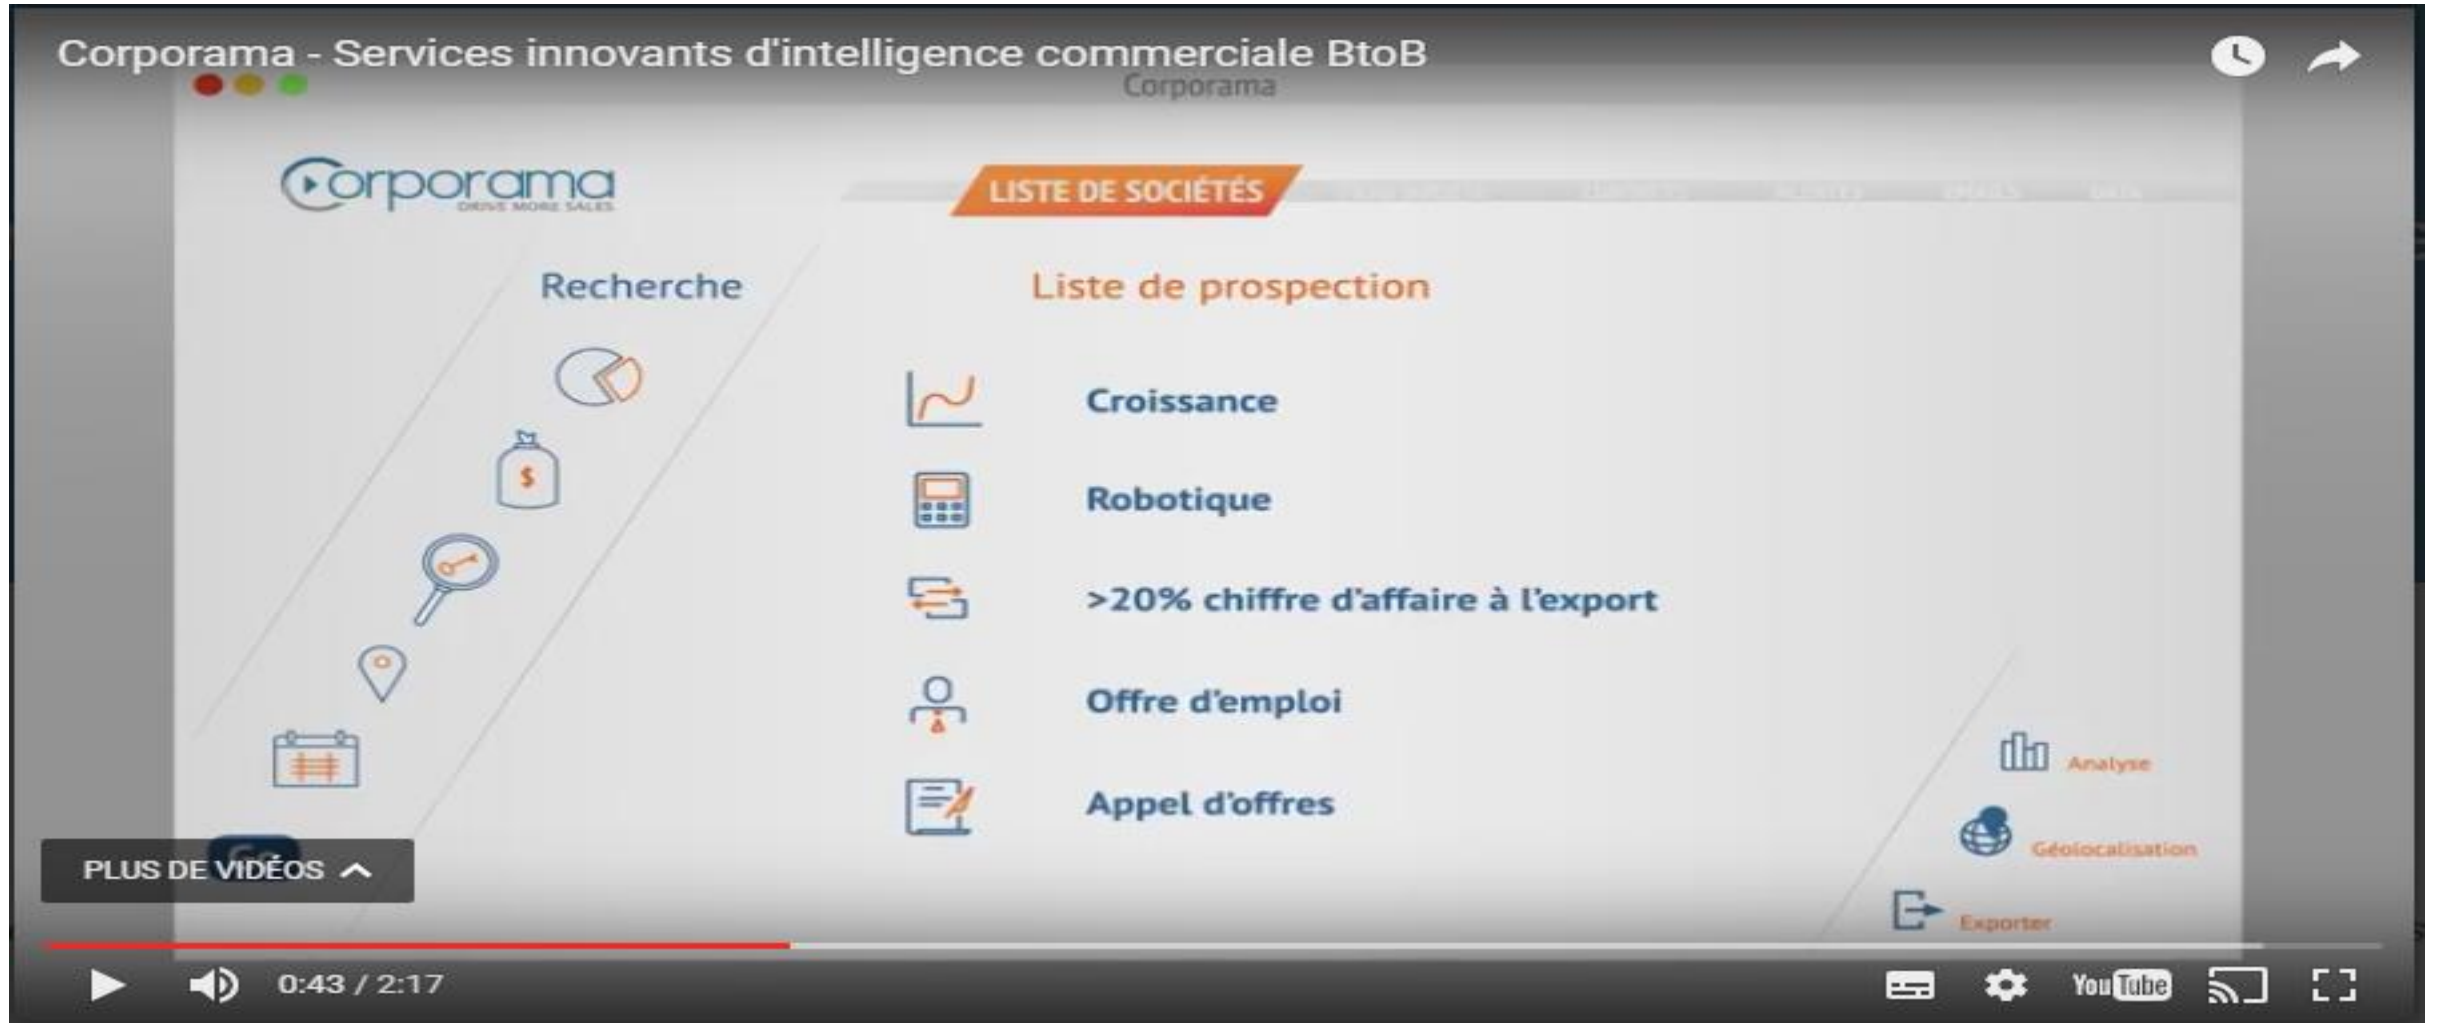 Corporama - Services innovants d'intelligence commerciale BtoB
Corporama
Corporama
DRIVE MORE SALES
LISTE DE SOCIÉTÉS
Recherche
Liste de prospection
$
Croissance
Robotique
>20% chiffre d'affaire à l'export
Offre d'emploi
Appel d'offres
Analyse
Géolocalisation
Exporter
Go
PLUS DE VIDÉOS
0:43 / 2:17
YouTube